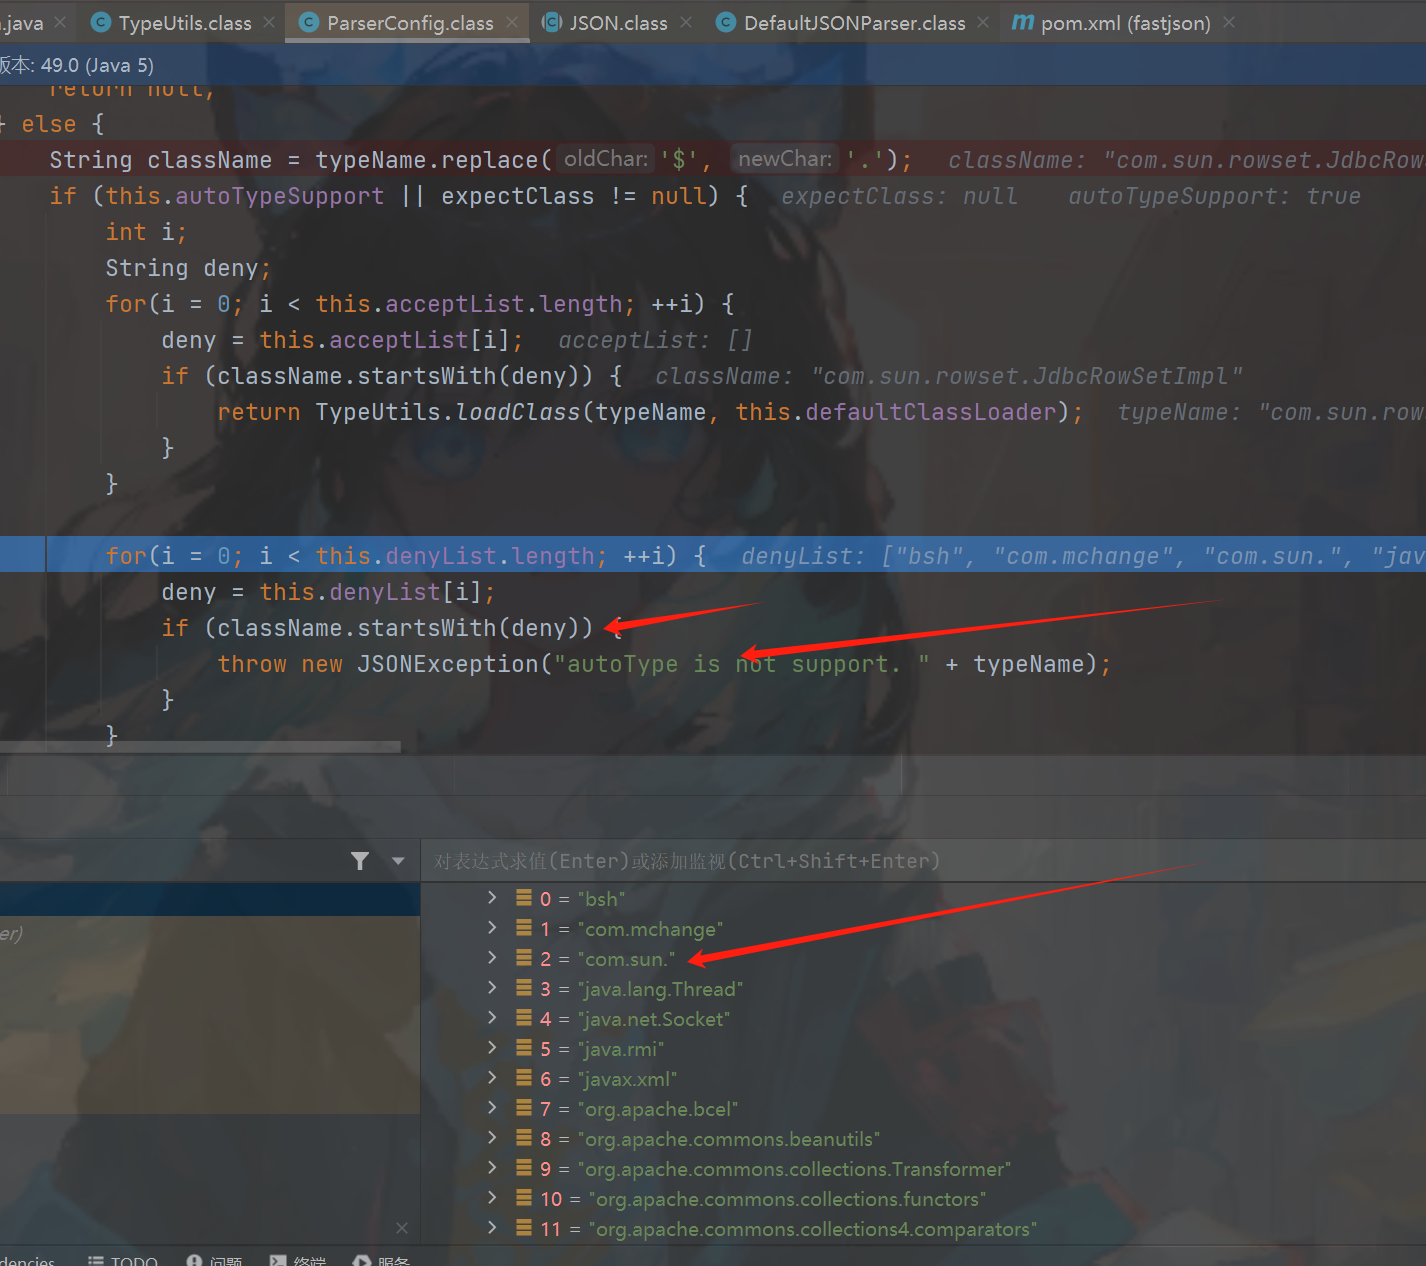 .java TypeUtils.class ParserConfig.class JSON.class DefaultJSONParser.class pom.xml (fastjson)
版本: 49.0 (Java 5)
return null;
} else {
String className = typeName.replace( oldChar: '$', newChar: '.'); className: "com.sun.rowset.JdbcRow
if (this.autoTypeSupport || expectClass != null) { expectClass: null autoTypeSupport: true
int i;
String deny;
for(i = 0; i < this.acceptList.length; ++i) {
deny = this.acceptList[i]; acceptList: []
if (className.startsWith(deny)) { className: "com.sun.rowset.JdbcRowSetImpl"
return TypeUtils.loadClass(typeName, this.defaultClassLoader); typeName: "com.sun.row
}
}
for(i = 0; i < this.denyList.length; ++i) { denyList: ["bsh", "com.mchange", "com.sun.", "jav
deny = this.denyList[i];
if (className.startsWith(deny)) {
throw new JSONException("autoType is not support. " + typeName);
}
}
对表达式求值(Enter)或添加监视(Ctrl+Shift+Enter)
0 = "bsh"
er)
1 = "com.mchange"
2 = "com.sun."
3 = "java.lang.Thread"
4 = "java.net.Socket"
5 = "java.rmi"
6 = "javax.xml"
7 = "org.apache.bcel"
8 = "org.apache.commons.beanutils"
9 = "org.apache.commons.collections.Transformer"
10 = "org.apache.commons.collections.functors"
11 = "org.apache.commons.collections4.comparators"
dencies TODO 问题 终端 服务